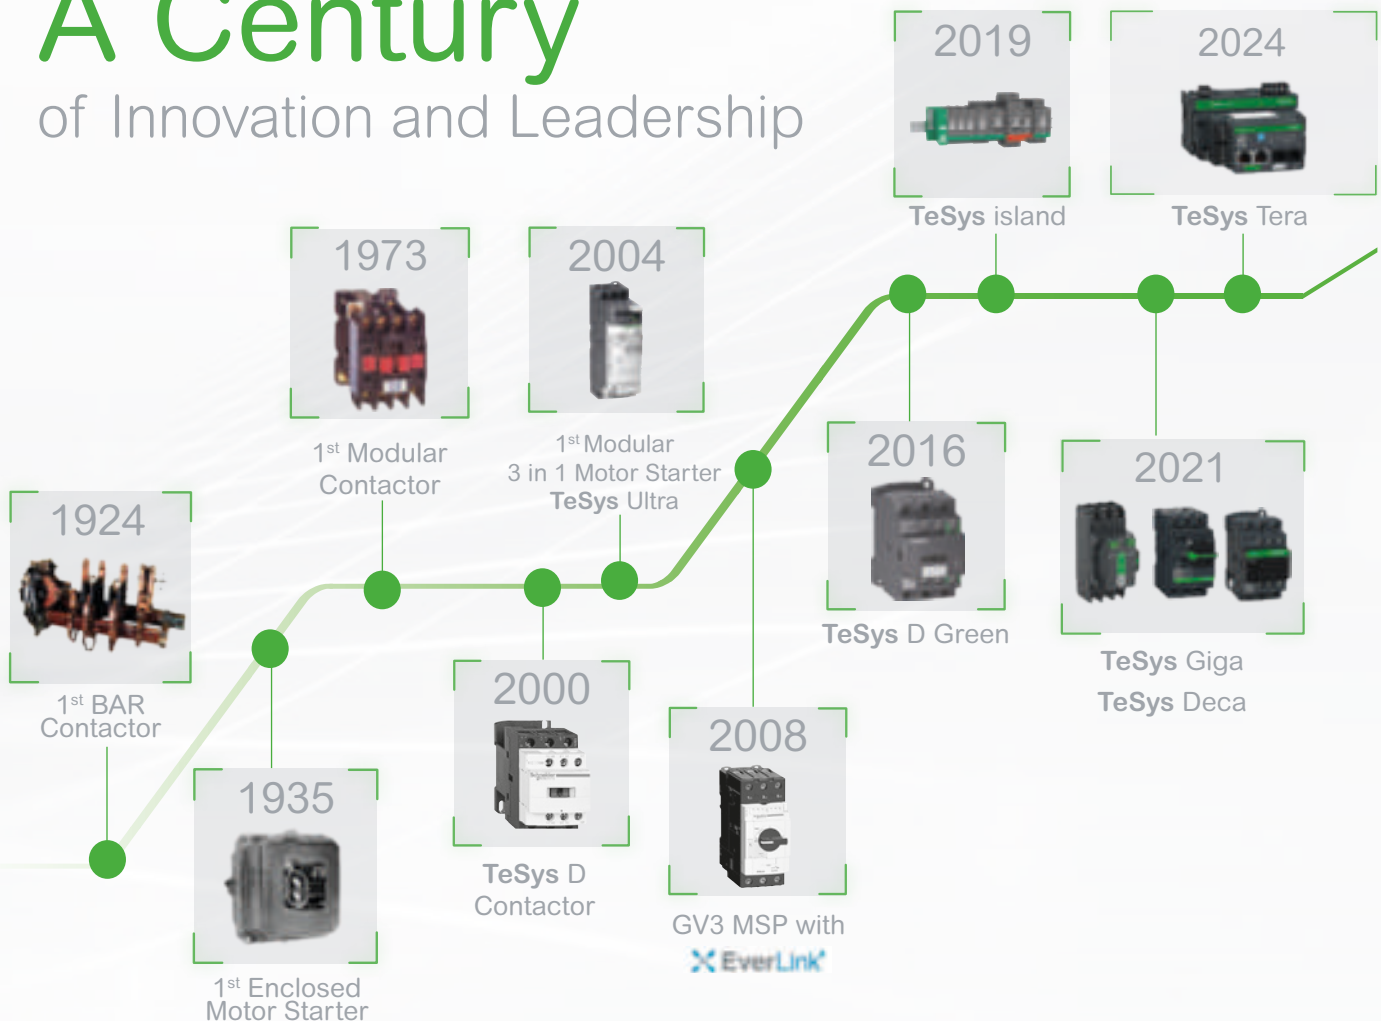 A Century
of Innovation and Leadership
1924
1st BAR
Contactor
1935
1st Enclosed
Motor Starter
1973
1st Modular
Contactor
2000
TeSys D
Contactor
2004
1st Modular
3 in 1 Motor Starter
TeSys Ultra
2008
GV3 MSP with
EverLink
2016
TeSys D Green
2019
TeSys island
2021
TeSys Giga
TeSys Deca
2024
TeSys Tera